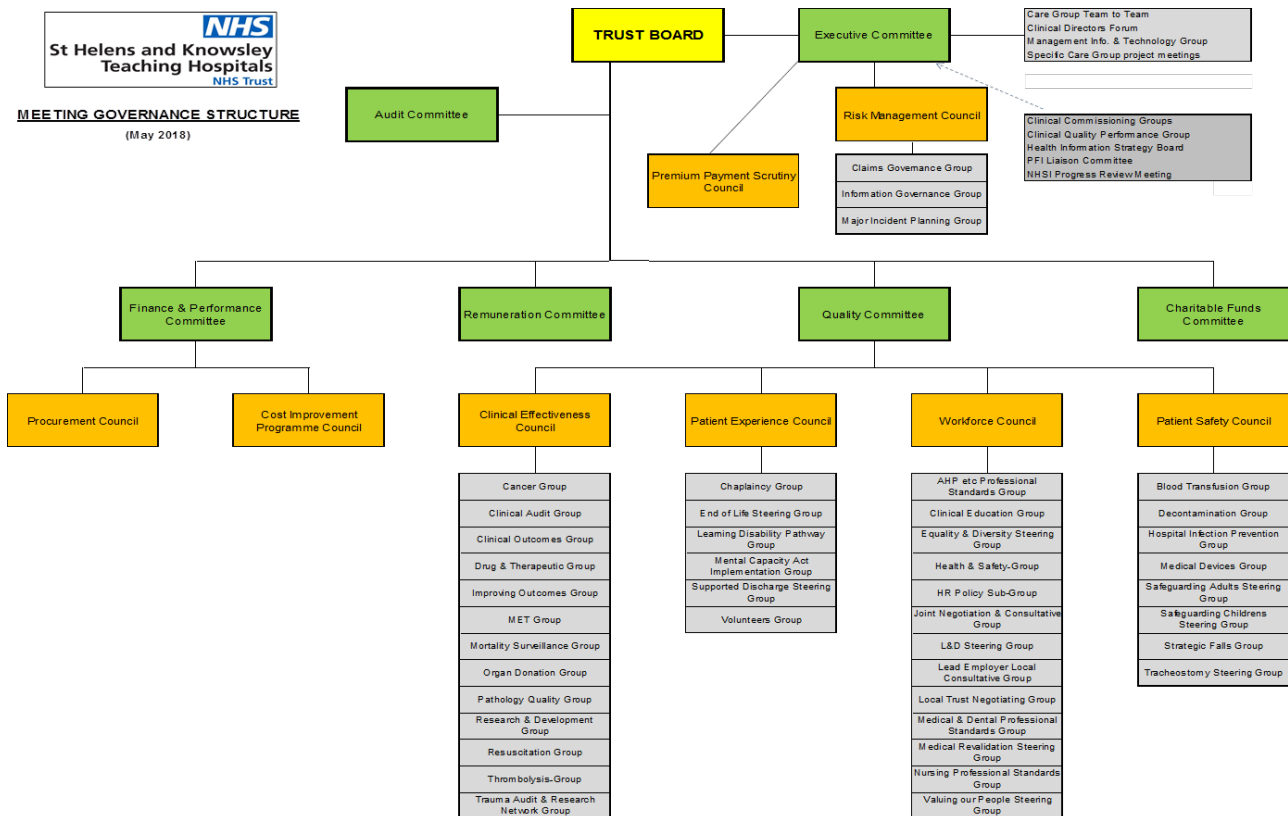 NHS
St Helens and Knowsley
Teaching Hospitals
NHS Trust
MEETING GOVERNANCE STRUCTURE
(May 2018)
TRUST BOARD
Executive Committee
Care Group Team to Team
Clinical Directors Forum
Management Info. & Technology Group
Specific Care Group project meetings
Audit Committee
Risk Management Council
Clinical Commissioning Groups
Clinical Quality Performance Group
Health Information Strategy Board
PFI Liaison Committee
NHSI Progress Review Meeting
Premium Payment Scrutiny
Council
Claims Governance Group
Information Governance Group
Major Incident Planning Group
Finance & Performance
Committee
Remuneration Committee
Quality Committee
Charitable Funds
Committee
Procurement Council
Cost Improvement
Programme Council
Clinical Effectiveness
Council
Patient Experience Council
Workforce Council
Patient Safety Council
Cancer Group
Clinical Audit Group
Clinical Outcomes Group
Drug & Therapeutic Group
Improving Outcomes Group
MET Group
Mortality Surveillance Group
Organ Donation Group
Pathology Quality Group
Research & Development
Group
Resuscitation Group
Thrombolysis-Group
Trauma Audit & Research
Network Group
Chaplaincy Group
End of Life Steering Group
Learning Disability Pathway
Group
Mental Capacity Act
Implementation Group
Supported Discharge Steering
Group
Volunteers Group
AHP etc Professional
Standards Group
Clinical Education Group
Equality & Diversity Steering
Group
Health & Safety-Group
HR Policy Sub-Group
Joint Negotiation & Consultative
Group
L&D Steering Group
Lead Employer Local
Consultative Group
Local Trust Negotiating Group
Medical & Dental Professional
Standards Group
Medical Revalidation Steering
Group
Nursing Professional Standards
Group
Valuing our People Steering
Group
Blood Transfusion Group
Decontamination Group
Hospital Infection Prevention
Group
Medical Devices Group
Safeguarding Adults Steering
Group
Safeguarding Childrens
Steering Group
Strategic Falls Group
Tracheostomy Steering Group